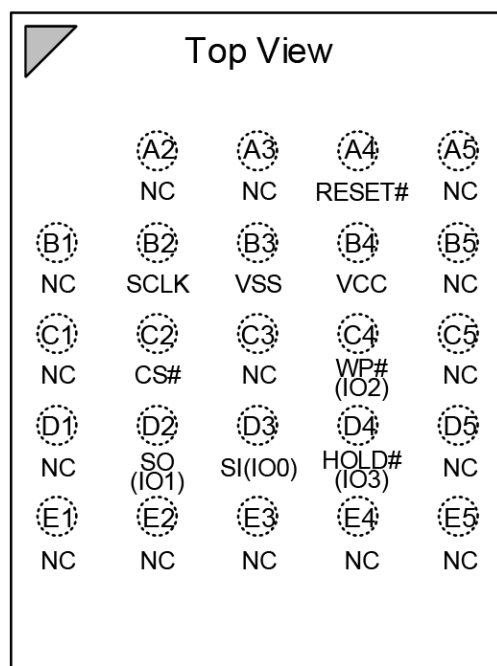 Top View
A2 A3 A4 A5
NC NC RESET# NC
B1 B2 B3 B4 B5
NC SCLK VSS VCC NC
C1 C2 C3 C4 C5
NC CS# NC WP# NC
(IO2)
D1 D2 D3 D4 D5
NC SO SI(IO0) HOLD# NC
(IO1) (IO3)
E1 E2 E3 E4 E5
NC NC NC NC NC